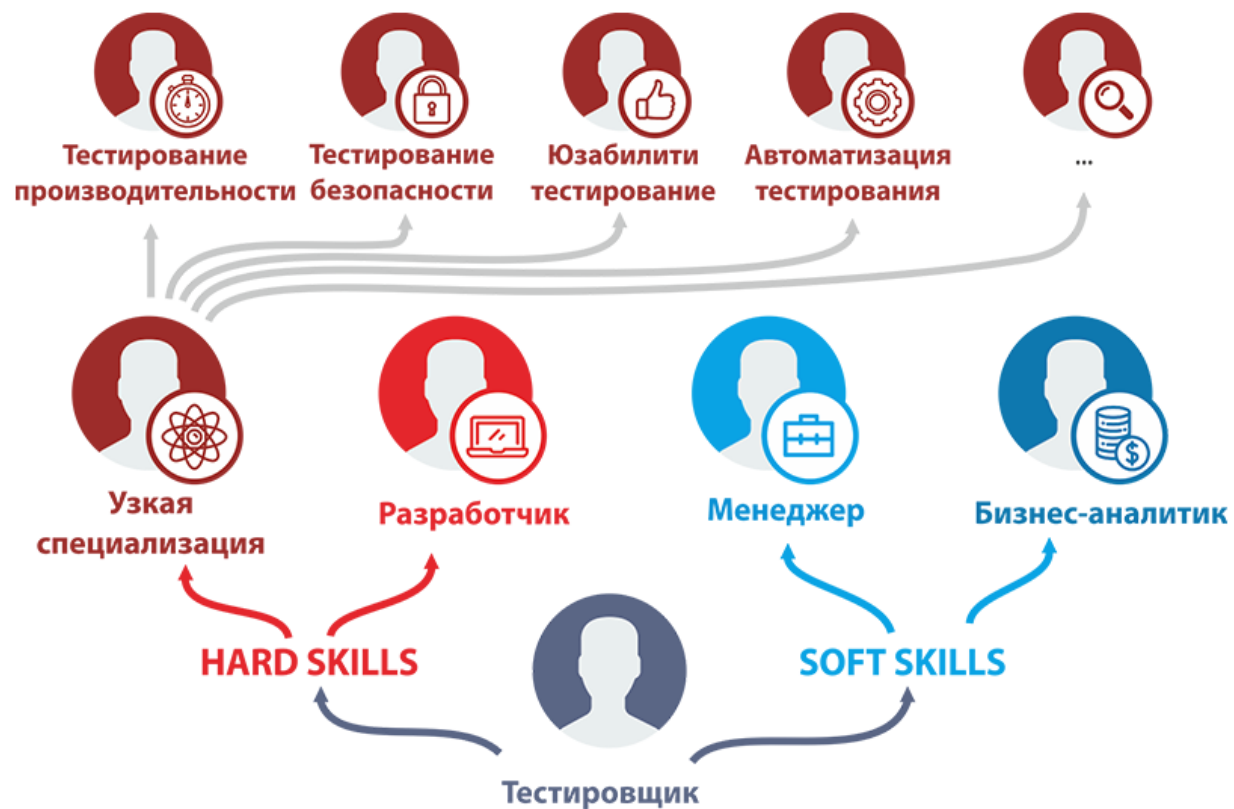 Тестирование
производительности
Тестирование
безопасности
Юзабилити
тестирование
Автоматизация
тестирования
...
Узкая
специализация
Разработчик
Менеджер
Бизнес-аналитик
HARD SKILLS
SOFT SKILLS
Тестировщик